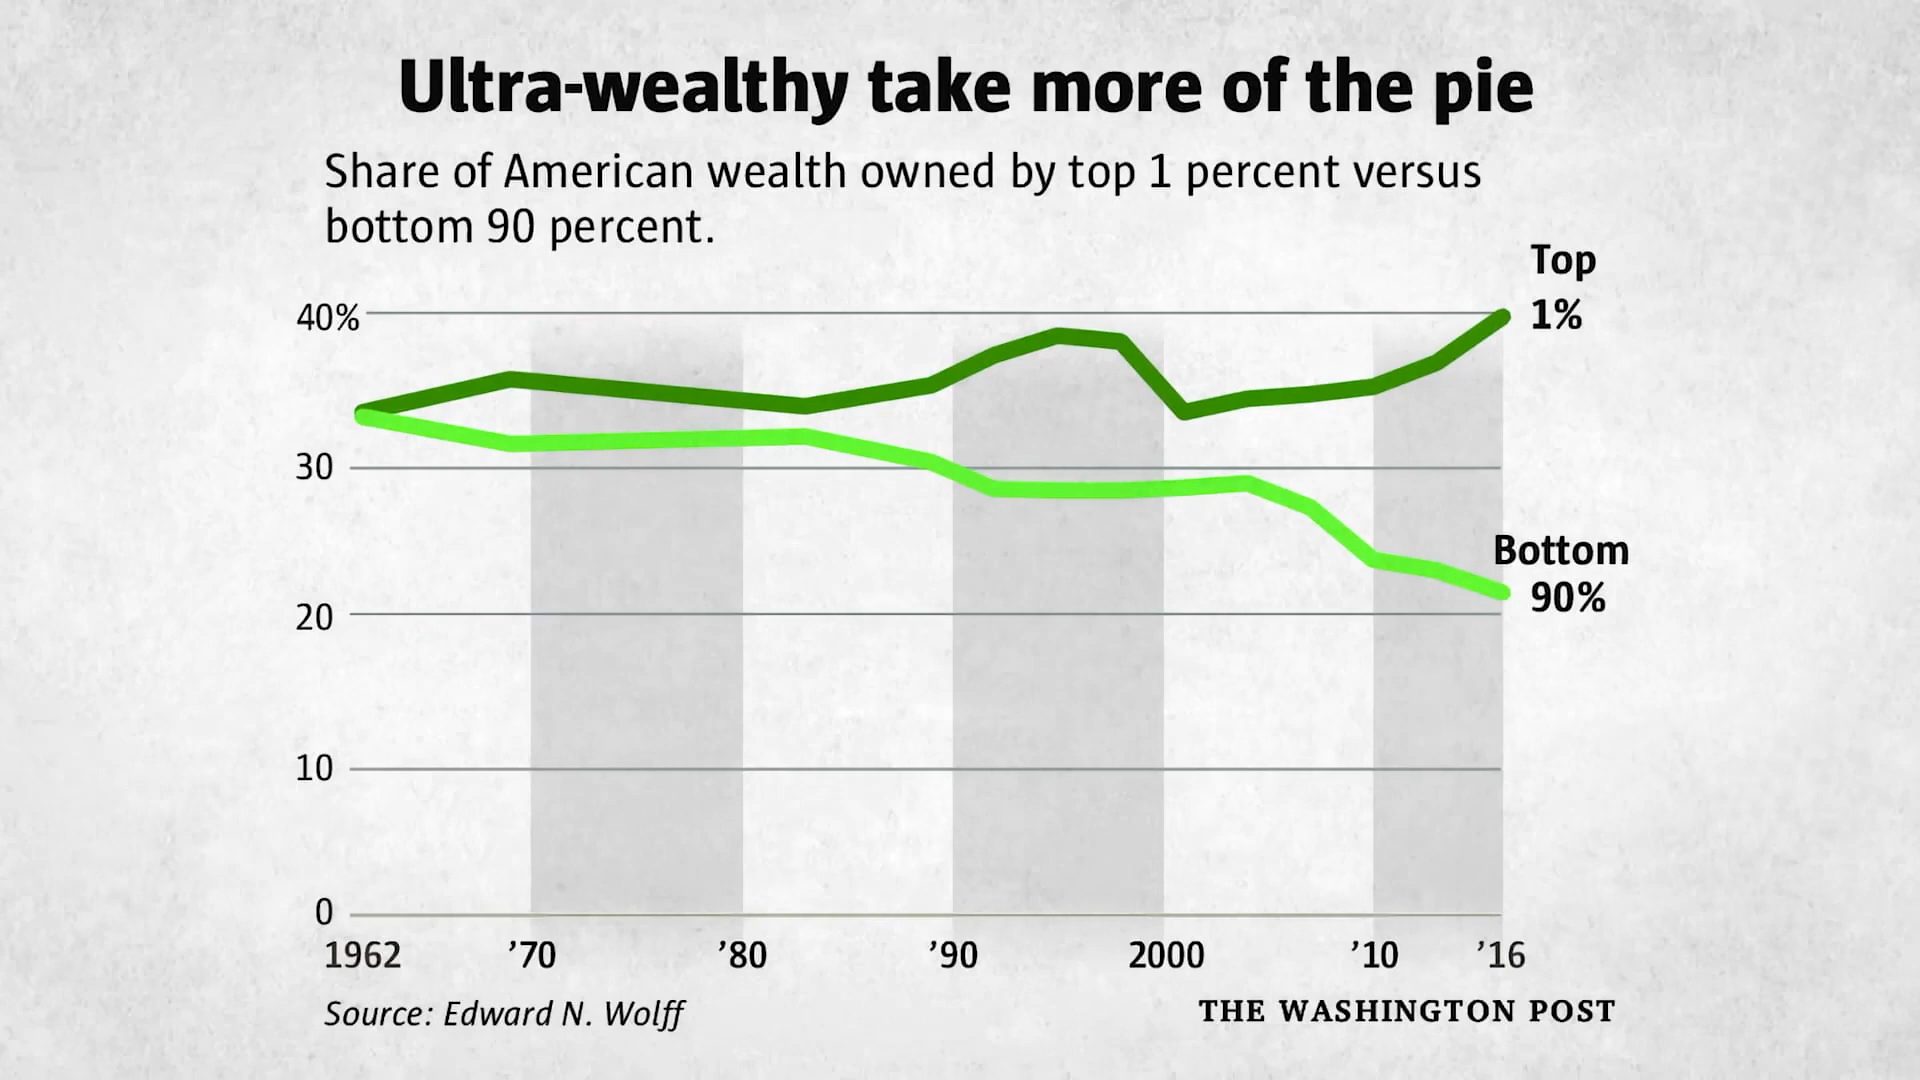 Ultra-wealthy take more of the pie
Share of American wealth owned by top 1 percent versus
bottom 90 percent.
Top
1%
40%
30
Bottom
90%
20
10
0
1962 ’70 ’80 ’90 2000 ’10 ’16
Source: Edward N. Wolff
THE WASHINGTON POST